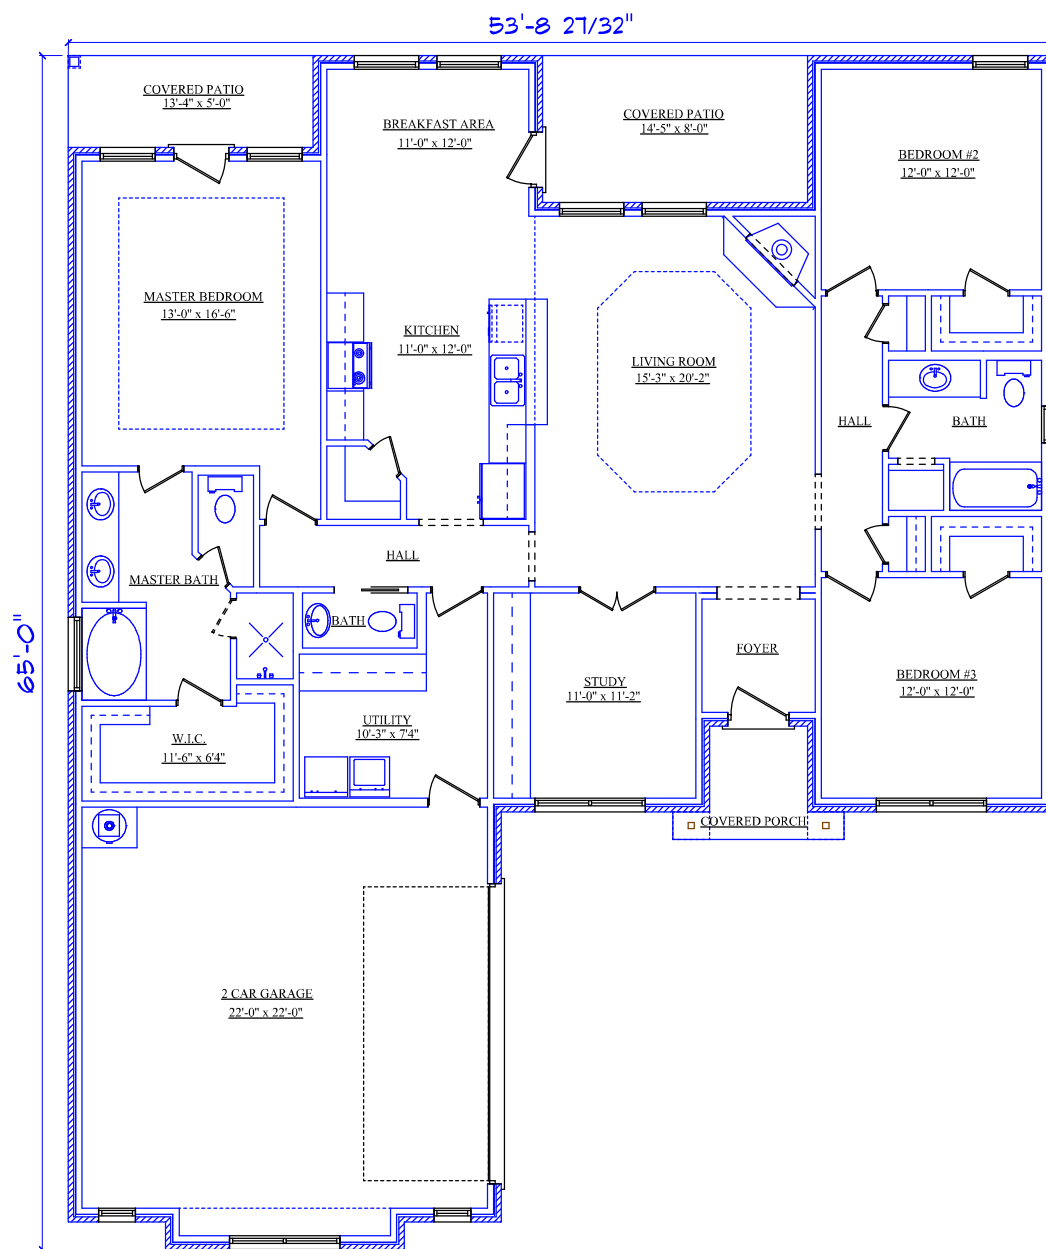 53'-8 27/32"
COVERED PATIO
13'-4" x 5'-0"
BREAKFAST AREA
11'-0" x 12'-0"
COVERED PATIO
14'-5" x 8'-0"
BEDROOM #2
12'-0" x 12'-0"
MASTER BEDROOM
13'-0" x 16'-6"
KITCHEN
11'-0" x 12'-0"
LIVING ROOM
15'-3" x 20'-2"
HALL
BATH
HALL
MASTER BATH
BATH
65'-0"
FOYER
STUDY
11'-0" x 11'-2"
BEDROOM #3
12'-0" x 12'-0"
UTILITY
10'-3" x 7'4"
W.I.C.
11'-6" x 6'4"
COVERED PORCH
2 CAR GARAGE
22'-0" x 22'-0"